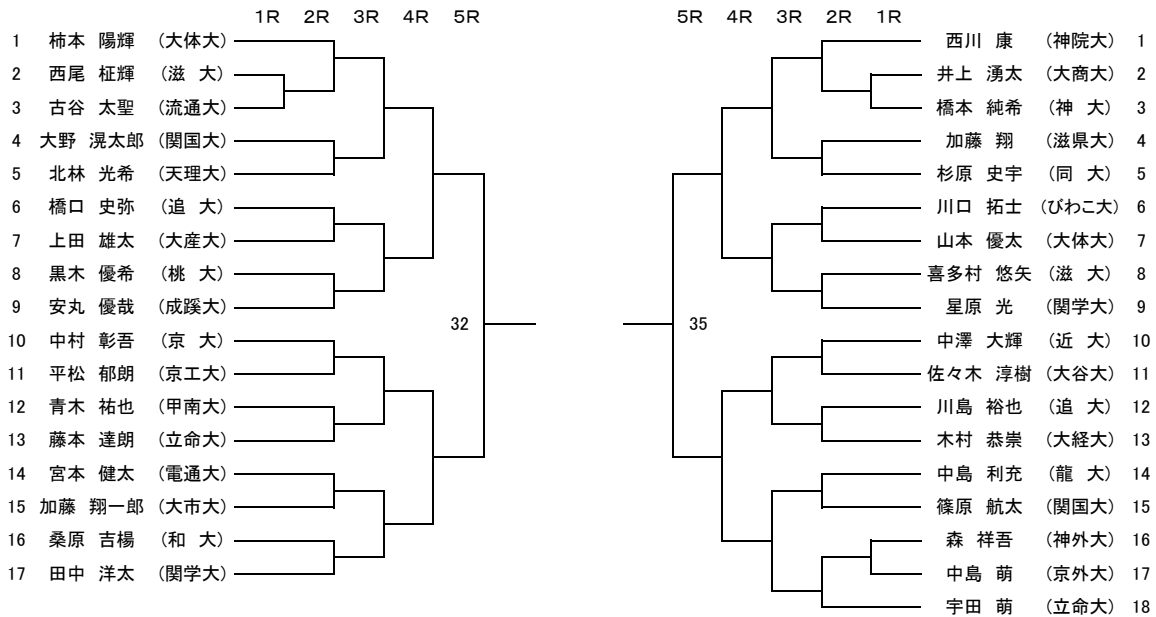 1R 2R 3R 4R 5R
1 柿本 陽輝 (大体大)
2 西尾 柾輝 (滋 大)
3 古谷 太聖 (流通大)
4 大野 滉太郎 (関国大)
5 北林 光希 (天理大)
6 橋口 史弥 (追 大)
7 上田 雄太 (大産大)
8 黒木 優希 (桃 大)
9 安丸 優哉 (成蹊大)
32
10 中村 彰吾 (京 大)
11 平松 郁朗 (京工大)
12 青木 祐也 (甲南大)
13 藤本 達朗 (立命大)
14 宮本 健太 (電通大)
15 加藤 翔一郎 (大市大)
16 桑原 吉楊 (和 大)
17 田中 洋太 (関学大)
5R 4R 3R 2R 1R
西川 康 (神院大) 1
井上 湧太 (大商大) 2
橋本 純希 (神 大) 3
加藤 翔 (滋県大) 4
杉原 史宇 (同 大) 5
川口 拓士 (びわこ大) 6
山本 優太 (大体大) 7
喜多村 悠矢 (滋 大) 8
星原 光 (関学大) 9
35
中澤 大輝 (近 大) 10
佐々木 淳樹 (大谷大) 11
川島 裕也 (追 大) 12
木村 恭崇 (大経大) 13
中島 利充 (龍 大) 14
篠原 航太 (関国大) 15
森 祥吾 (神外大) 16
中島 萌 (京外大) 17
宇田 萌 (立命大) 18